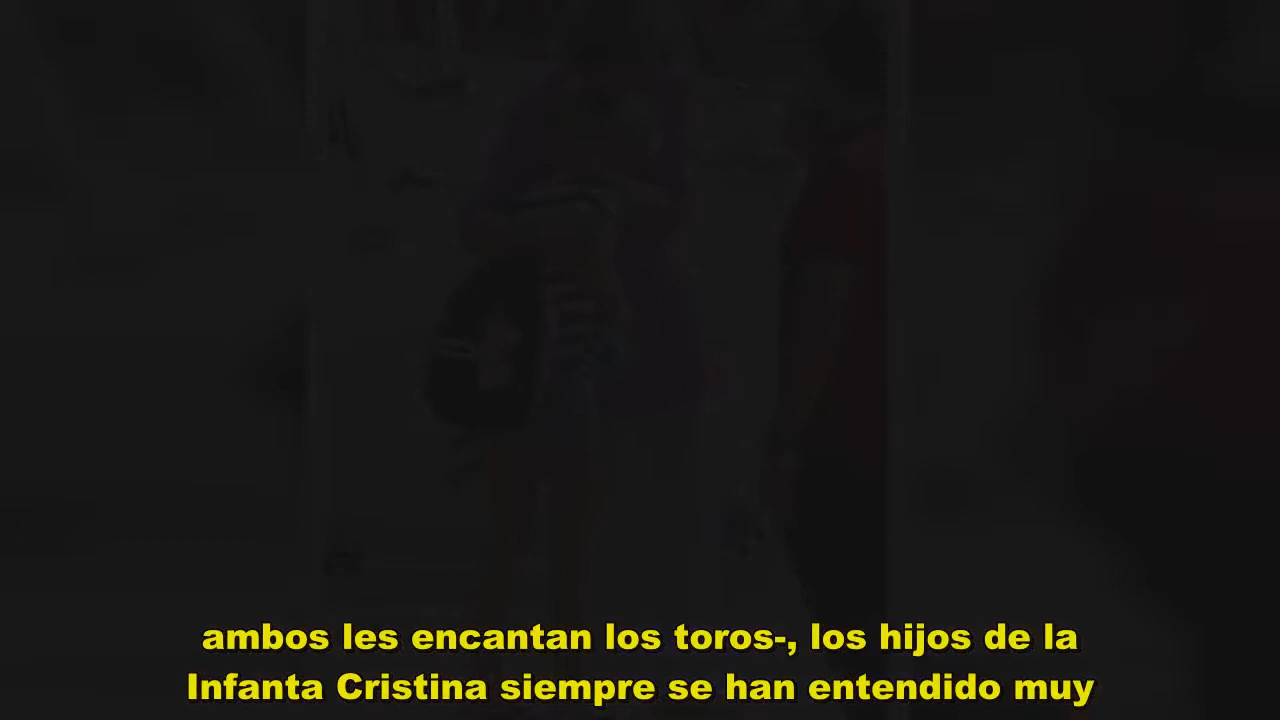 ambos les encantan los toros-, los hijos de la
Infanta Cristina siempre se han entendido muy